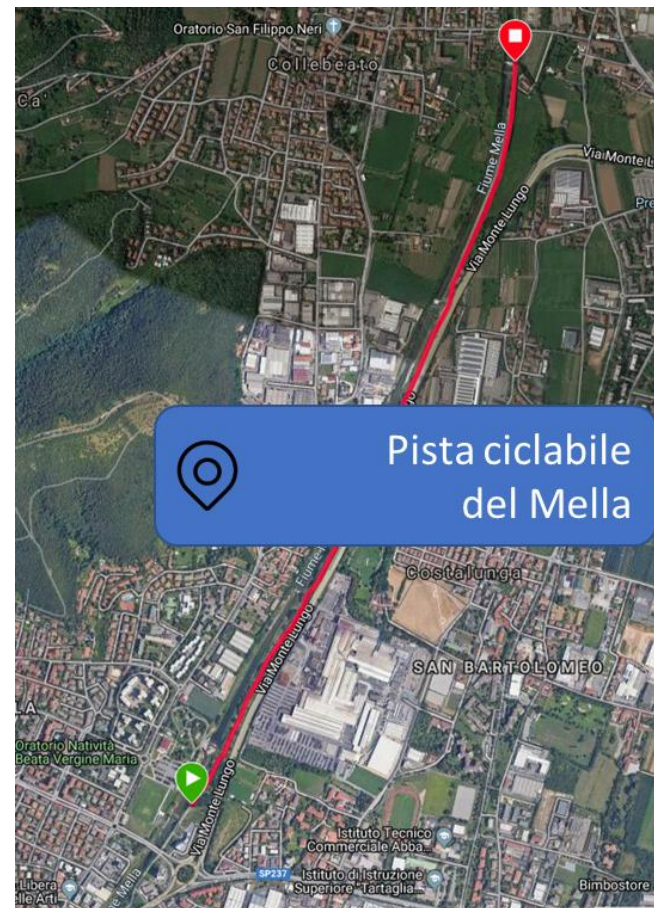 Oratorio San Filippo Neri
Collebeato
Ca'
Fiume Mella
Via Monte L
Via Monte Lungo
Pre
go
Pista ciclabile
del Mella
Fiume
Costalunga
Via Monte Lungo
SAN BARTOLOMEO
LA
Oratorio Natività
Beata Vergine Maria
Via Monte Lungo
Istituto Tecnico
Commerciale Abba...
Mella
SP237
Istituto di Istruzione
Superiore "Tartaglia...
Libera
lle Arti
Bimbostore